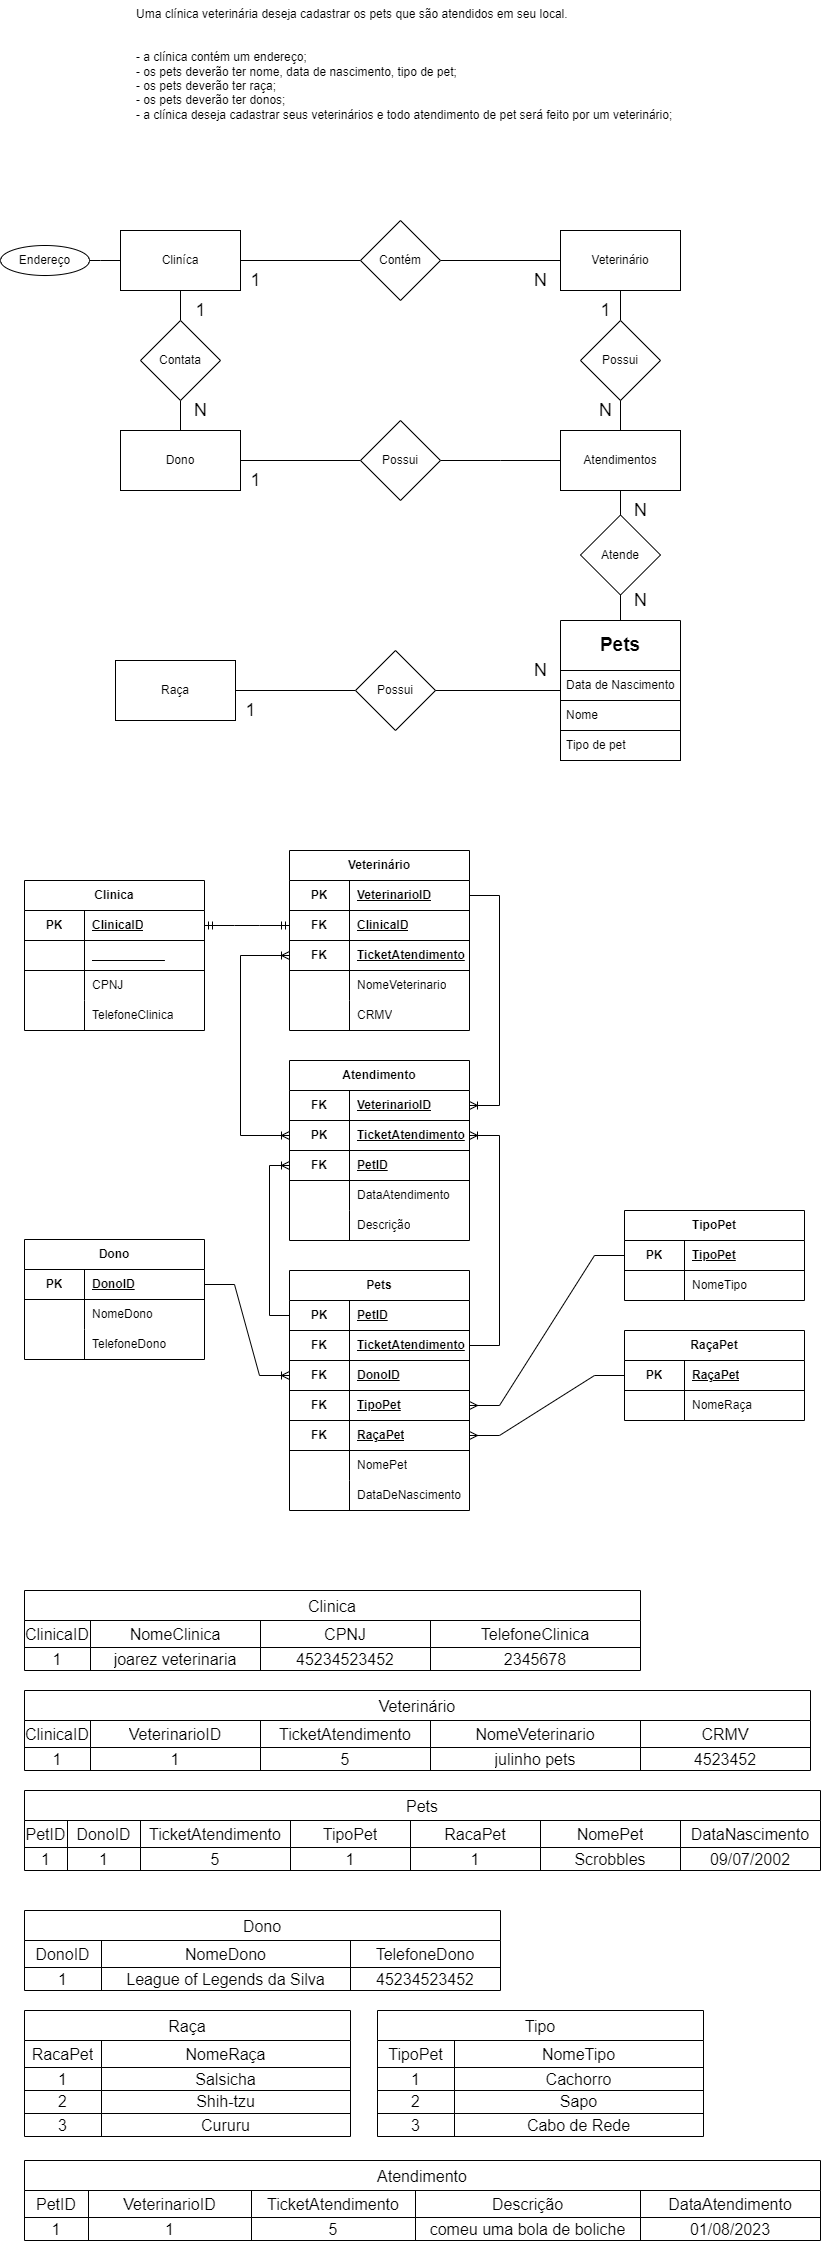 Uma clínica veterinária deseja cadastrar os pets que são atendidos em seu local.
- a clínica contém um endereço;
- os pets deverão ter nome, data de nascimento, tipo de pet;
- os pets deverão ter raça;
- os pets deverão ter donos;
- a clínica deseja cadastrar seus veterinários e todo atendimento de pet será feito por um veterinário;
Endereço Cliníca Contém Veterinário
1 N
1 1
Contata Possui
N N
Dono Possui Atendimentos
1 N
Atende
N
Pets
N
Data de Nascimento
Raça Possui
1
Nome
Tipo de pet
Veterinário
PK VeterinarioID
FK ClinicaID
FK TicketAtendimento
NomeVeterinario
CRMV
Clinica
PK ClinicaID
___________
CPNJ
TelefoneClinica
Atendimento
FK VeterinarioID
PK TicketAtendimento
FK PetID
DataAtendimento
Descrição
TipoPet
PK TipoPet
NomeTipo
Dono
PK DonoID
NomeDono
TelefoneDono
Pets
PK PetID
FK TicketAtendimento
FK DonoID
FK TipoPet
FK RaçaPet
NomePet
DataDeNascimento
RaçaPet
PK RaçaPet
NomeRaça
Clinica
ClinicaID NomeClinica CPNJ TelefoneClinica
1 joarez veterinaria 45234523452 2345678
Veterinário
ClinicaID VeterinarioID TicketAtendimento NomeVeterinario CRMV
1 1 5 julinho pets 4523452
Pets
PetID DonoID TicketAtendimento TipoPet RacaPet NomePet DataNascimento
1 1 5 1 1 Scrobbles 09/07/2002
Dono
DonoID NomeDono TelefoneDono
1 League of Legends da Silva 45234523452
Raça
RacaPet NomeRaça
1 Salsicha
2 Shih-tzu
3 Cururu
Tipo
TipoPet NomeTipo
1 Cachorro
2 Sapo
3 Cabo de Rede
Atendimento
PetID VeterinarioID TicketAtendimento Descrição DataAtendimento
1 1 5 comeu uma bola de boliche 01/08/2023